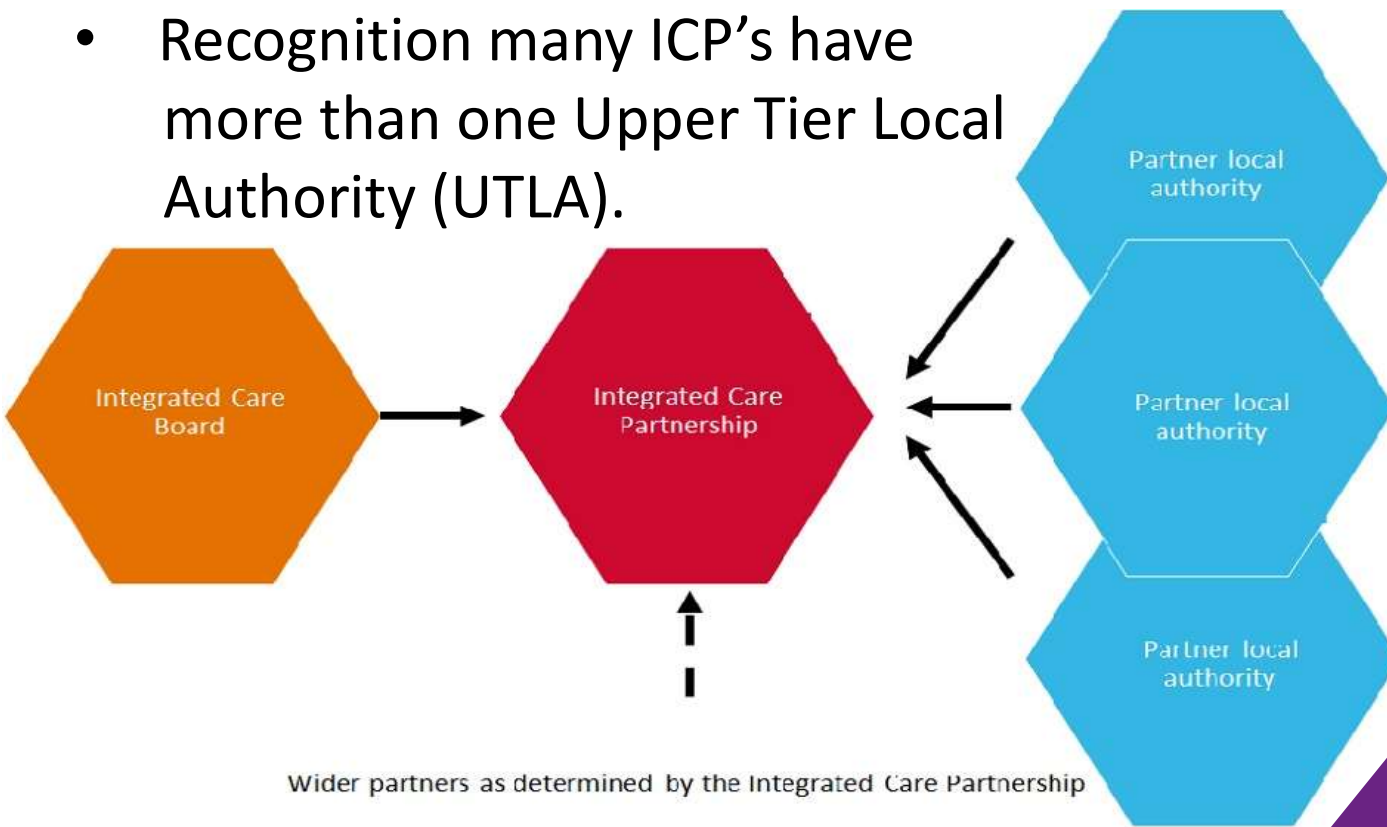 • Recognition many ICP’s have
more than one Upper Tier Local
Authority (UTLA).
Partner local
authority
Integrated Care
Board
Integrated Care
Partnership
Partner local
authority
Partner local
authority
Wider partners as determined by the Integrated Care Partnership